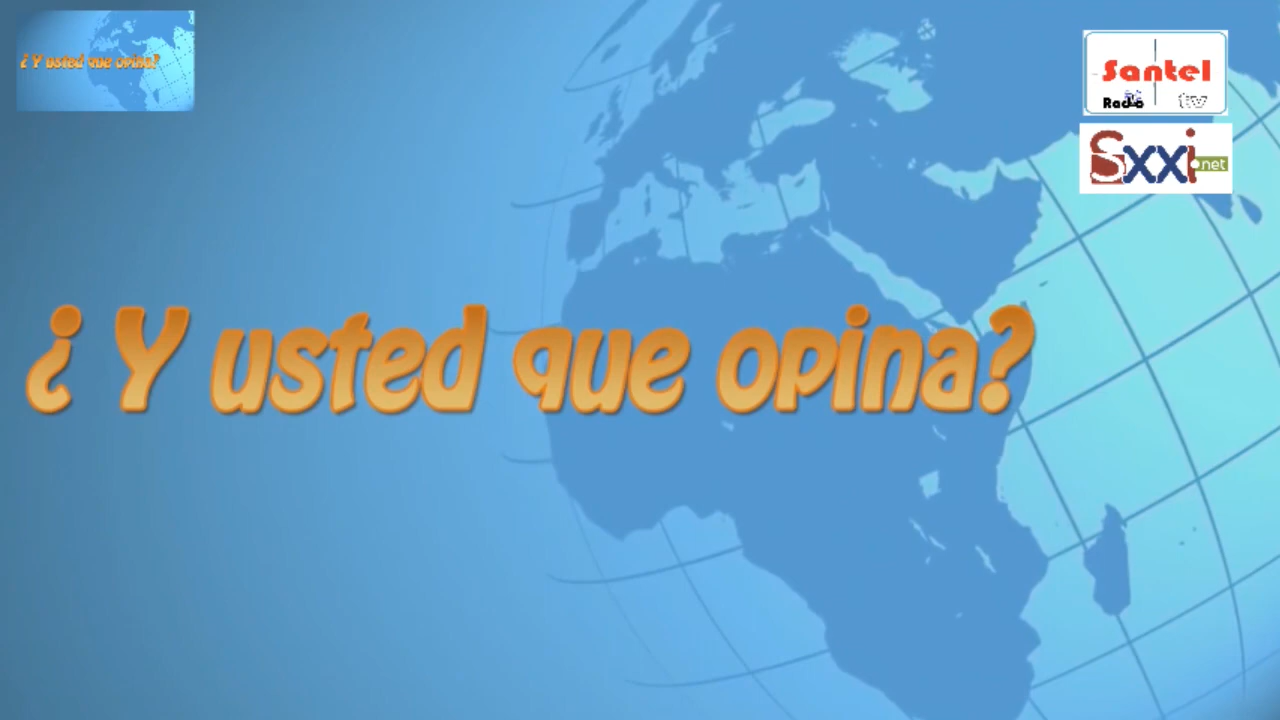 ¿Y usted que opina?
Santel
Radio tv
Sxxi.net
¿ Y usted que opina?